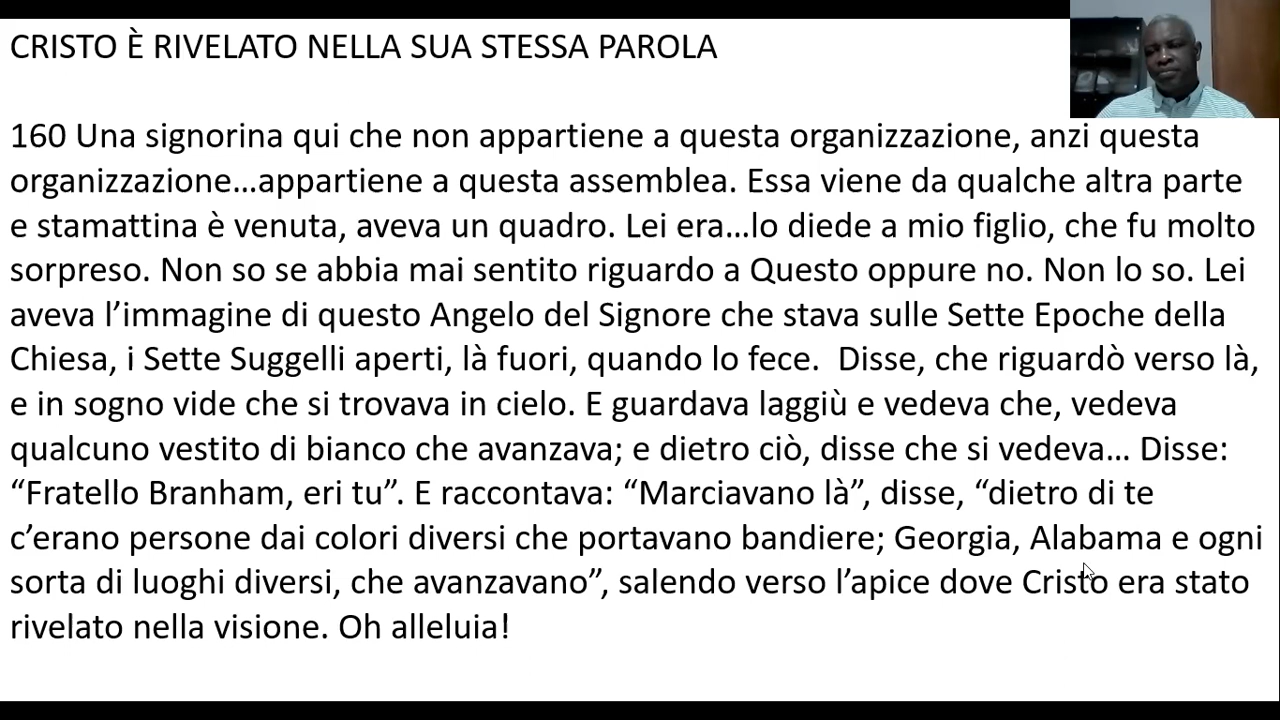 CRISTO È RIVELATO NELLA SUA STESSA PAROLA
160 Una signorina qui che non appartiene a questa organizzazione, anzi questa
organizzazione...appartiene a questa assemblea. Essa viene da qualche altra parte
e stamattina è venuta, aveva un quadro. Lei era...lo diede a mio figlio, che fu molto
sorpreso. Non so se abbia mai sentito riguardo a Questo oppure no. Non lo so. Lei
aveva l’immagine di questo Angelo del Signore che stava sulle Sette Epoche della
Chiesa, i Sette Suggelli aperti, là fuori, quando lo fece.  Disse, che riguardò verso là,
e in sogno vide che si trovava in cielo. E guardava laggiù e vedeva che, vedeva
qualcuno vestito di bianco che avanzava; e dietro ciò, disse che si vedeva... Disse:
“Fratello Branham, eri tu”. E raccontava: “Marciavano là”, disse, “dietro di te
c’erano persone dai colori diversi che portavano bandiere; Georgia, Alabama e ogni
sorta di luoghi diversi, che avanzavano”, salendo verso l’apice dove Cristo era stato
rivelato nella visione. Oh alleluia!